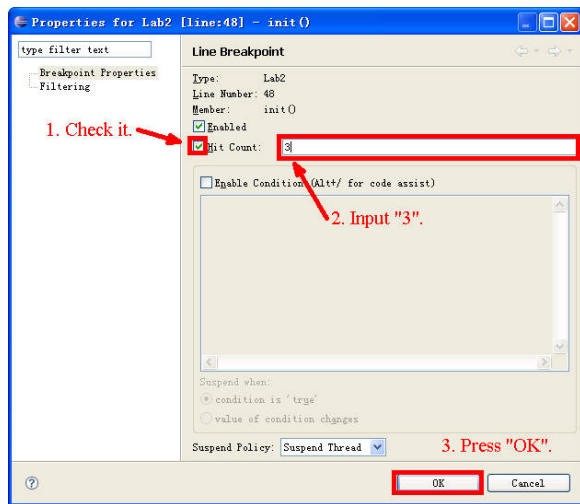 Properties for Lab2 [line:48] - init()
type filter text
Breakpoint Properties
Filtering
Line Breakpoint
Type: Lab2
Line Number: 48
Member: init()
Enabled
1. Check it.
Hit Count: 3
Enable Condition (Alt+/ for code assist)
2. Input "3".
Suspend when:
condition is 'true'
value of condition changes
Suspend Policy: Suspend Thread
3. Press "OK".
? OK Cancel